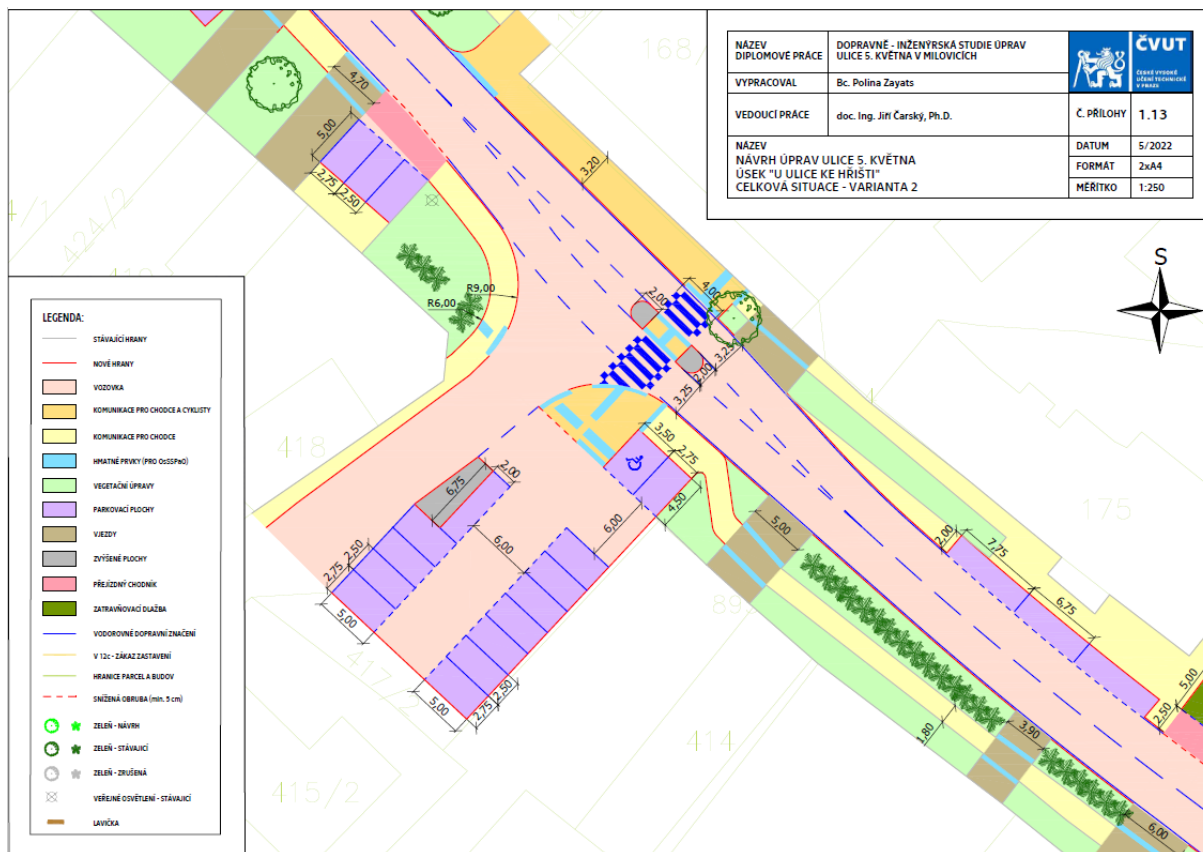 NÁZEV
DIPLOMOVÉ PRÁCE
DOPRAVNĚ - INŽENÝRSKÁ STUDIE ÚPRAV
ULICE 5. KVĚTNA V MILOVICÍCH
VYPRACOVAL
Bc. Polina Zayats
VEDOUCÍ PRÁCE
doc. Ing. Jiří Čarský, Ph.D.
ČVUT
ČESKÉ VYSOKÉ
UČENÍ TECHNICKÉ
V PRAZE
Č. PŘÍLOHY
1.13
NÁZEV
NÁVRH ÚPRAV ULICE 5. KVĚTNA
ÚSEK "U ULICE KE HŘIŠTI"
CELKOVÁ SITUACE - VARIANTA 2
DATUM
5/2022
FORMÁT
2xA4
MĚŘÍTKO
1:250
S
LEGENDA:
STÁVAJÍCÍ HRANY
NOVÉ HRANY
VOZOVKA
KOMUNIKACE PRO CHODCE A CYKLISTY
KOMUNIKACE PRO CHODCE
HMATNÉ PRVKY (PRO OsSSPaO)
VEGETAČNÍ ÚPRAVY
PARKOVACÍ PLOCHY
VJEZDY
ZVÝŠENÉ PLOCHY
PŘEJÍZDNÝ CHODNÍK
ZATRAVŇOVACÍ DLAŽBA
VODOROVNÉ DOPRAVNÍ ZNAČENÍ
V 12c - ZÁKAZ ZASTAVENÍ
HRANICE PARCEL A BUDOV
SNÍŽENÁ OBRUBA (min. 5 cm)
ZELEŇ - NÁVRH
ZELEŇ - STÁVAJÍCÍ
ZELEŇ - ZRUŠENÁ
VEŘEJNÉ OSVĚTLENÍ - STÁVAJÍCÍ
LAVIČKA
4,70
5,00
2,75
2,50
3,20
168/
424/2
R9,00
R6,00
2,00
4,00
3,25
2,00
3,25
418
3,50
2,75
4,50
6,75
2,00
6,00
6,00
2,75
2,50
5,00
5,00
2,75
2,50
417/2
415/2
414
89
175
5,00
2,00
7,75
6,75
5,00
2,50
3,90
1,80
6,00